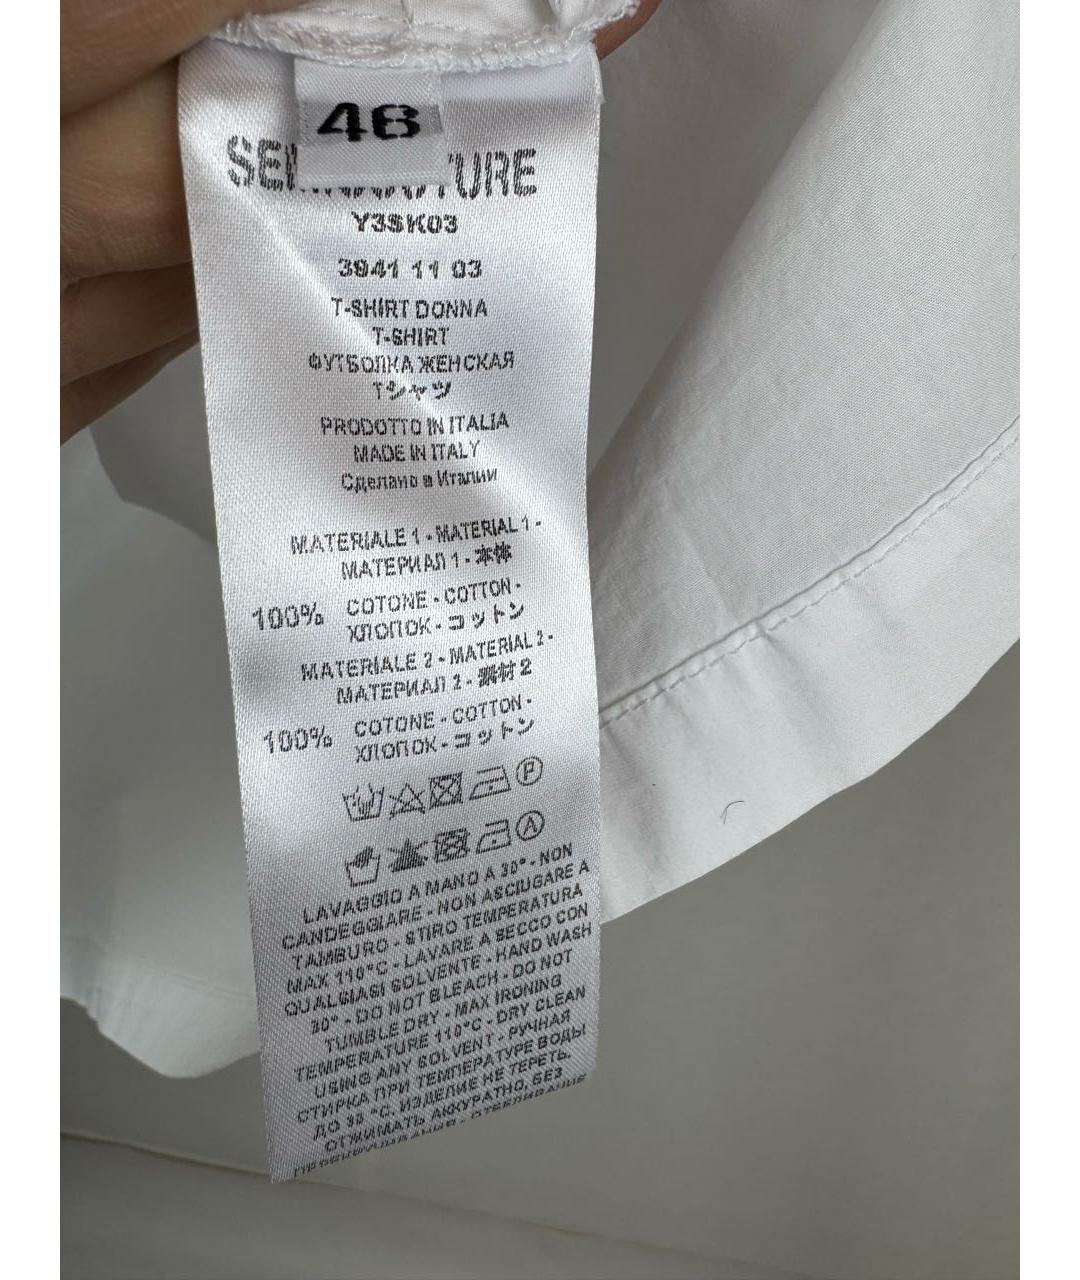 46
Y3SK03
3941 11 03
T-SHIRT DONNA
T-SHIRT
ФУТБОЛКА ЖЕНСКАЯ
Tシャツ
PRODOTTO IN ITALIA
MADE IN ITALY
Сделано в Италии
MATERIALE 1 - MATERIAL 1 -
МАТЕРИАЛ 1 - 本体
100% COTONE - COTTON -
ХЛОПОК - コットン
MATERIALE 2 - MATERIAL 2 -
МАТЕРИАЛ 2 - 素材 2
100% COTONE - COTTON -
ХЛОПОК - コットン
P
A
LAVAGGIO A MANO A 30° - NON
CANDEGGIARE - NON ASCIUGARE A
TAMBURO - STIRO TEMPERATURA
MAX 110°C - LAVARE A SECCO CON
QUALSIASI SOLVENTE - HAND WASH
30° - DO NOT BLEACH - DO NOT
TUMBLE DRY - MAX IRONING
TEMPERATURE 110°C - DRY CLEAN
USING ANY SOLVENT - РУЧНАЯ
СТИРКА ПРИ ТЕМПЕРАТУРЕ ВОДЫ
ДО 30 °C. ИЗДЕЛИЕ НЕ ТЕРЕТЬ,
ОТЖИМАТЬ АККУРАТНО, БЕЗ
- ОТБЕЛИВАНИЕ